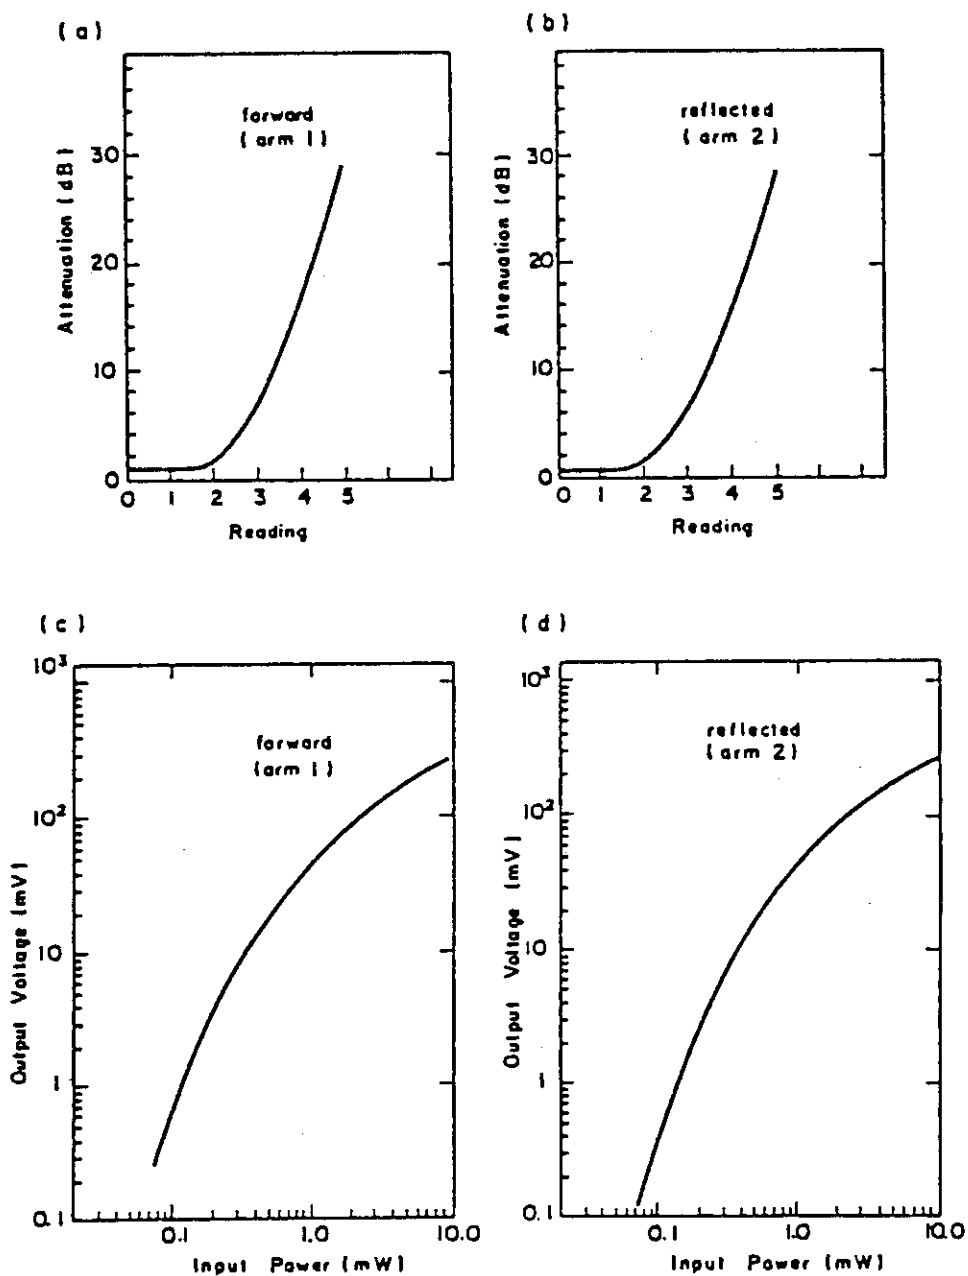 (a)
forward
(arm 1)
Attenuation (dB)
30
20
10
0
0 1 2 3 4 5
Reading
(b)
reflected
(arm 2)
Attenuation (dB)
30
20
10
0
0 1 2 3 4 5
Reading
(c)
forward
(arm 1)
Output Voltage (mV)
10³
10²
10
1
0.1
0.1 1.0 10.0
Input Power (mW)
(d)
reflected
(arm 2)
Output Voltage (mV)
10³
10²
10
1
0.1
0.1 1.0 10.0
Input Power (mW)